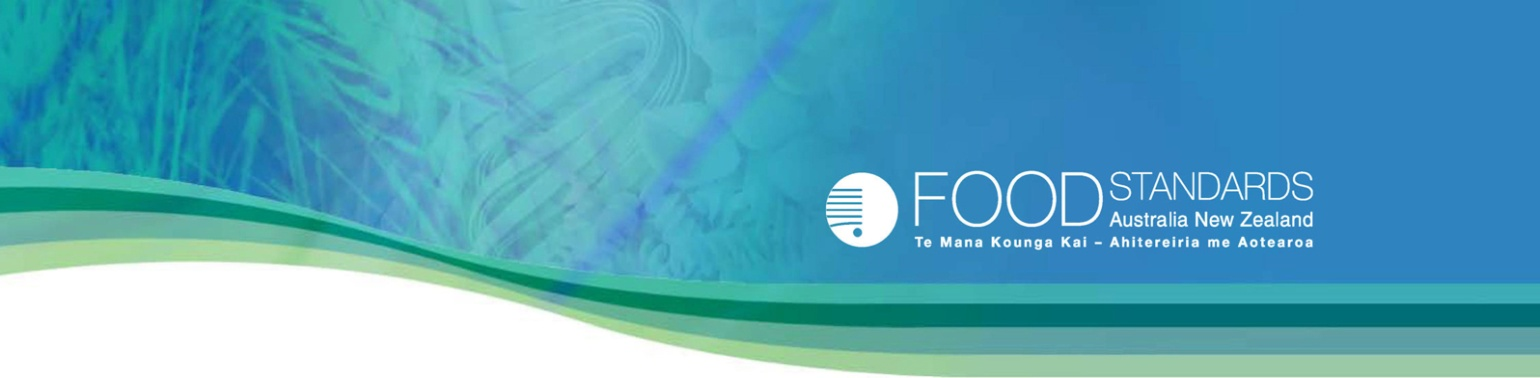 FOOD STANDARDS
Australia New Zealand
Te Mana Kounga Kai – Ahitereiria me Aotearoa